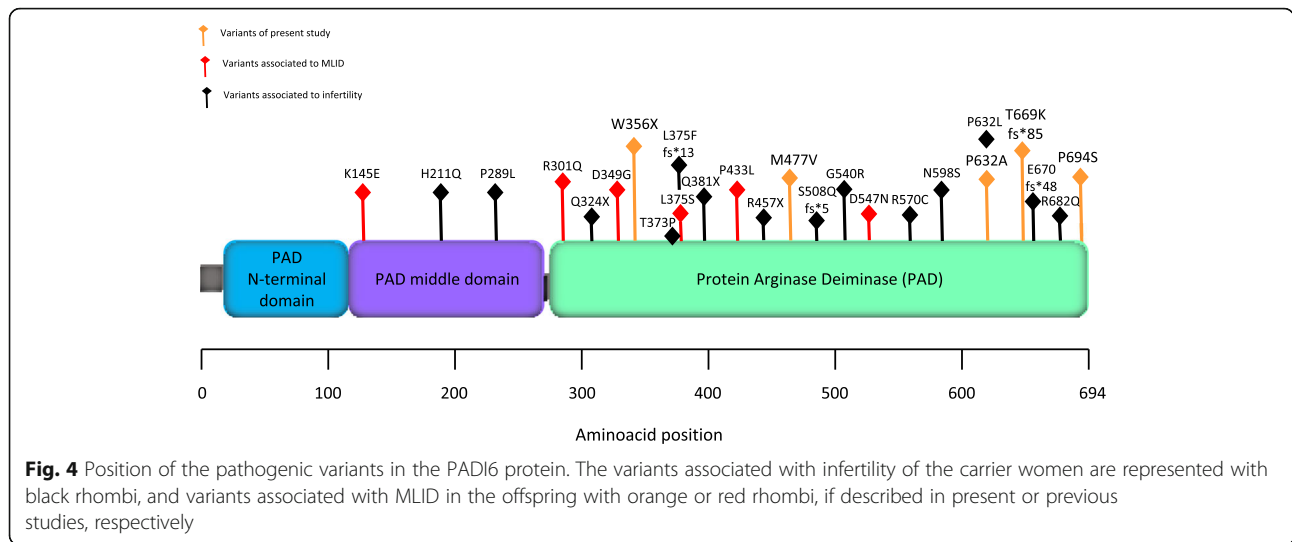 Variants of present study
Variants associated to MLID
Variants associated to infertility
K145E
H211Q
P289L
R301Q
Q324X
D349G
W356X
T373P
L375F
fs*13
L375S
Q381X
P433L
R457X
M477V
S508Q
fs*5
G540R
D547N
R570C
N598S
P632L
P632A
T669K
fs*85
E670
fs*48
R682Q
P694S
PAD
N-terminal
domain
PAD middle domain
Protein Arginase Deiminase (PAD)
0 100 200 300 400 500 600 694
Aminoacid position
Fig. 4 Position of the pathogenic variants in the PADI6 protein. The variants associated with infertility of the carrier women are represented with
black rhombi, and variants associated with MLID in the offspring with orange or red rhombi, if described in present or previous
studies, respectively